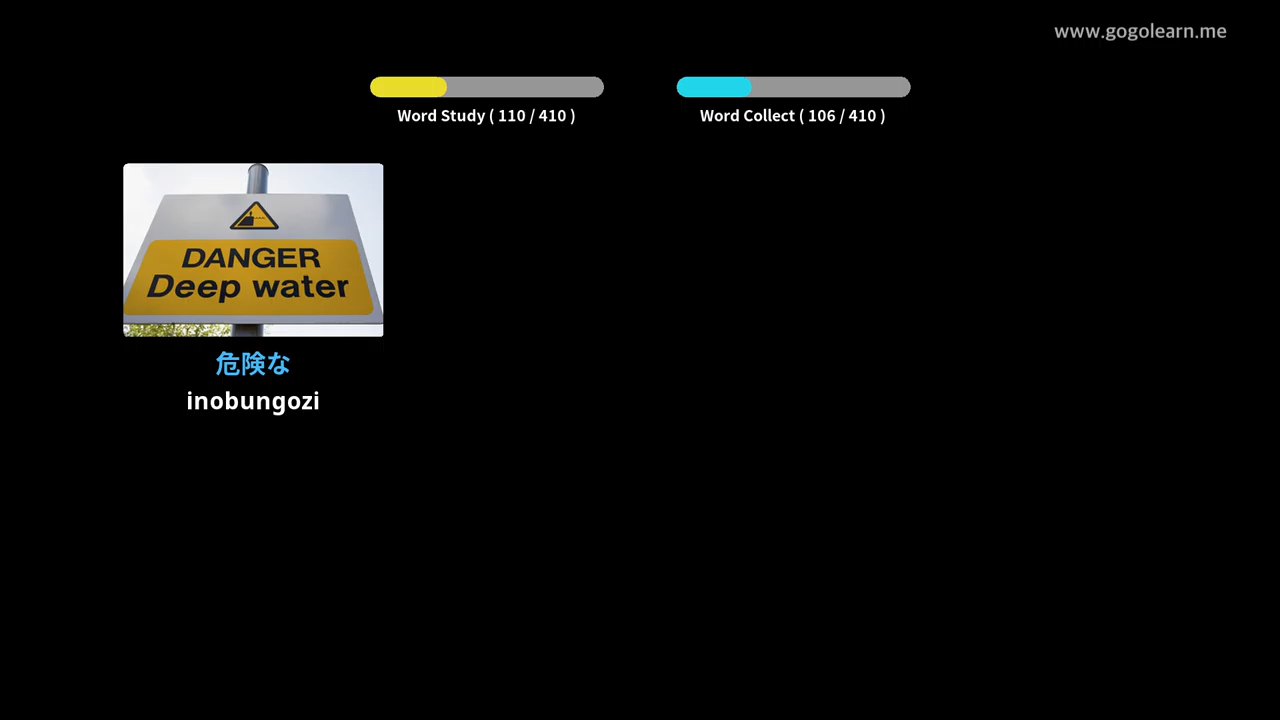 www.gogolearn.me
Word Study ( 110 / 410 )
Word Collect ( 106 / 410 )
DANGER
Deep water
危険な
inobungozi